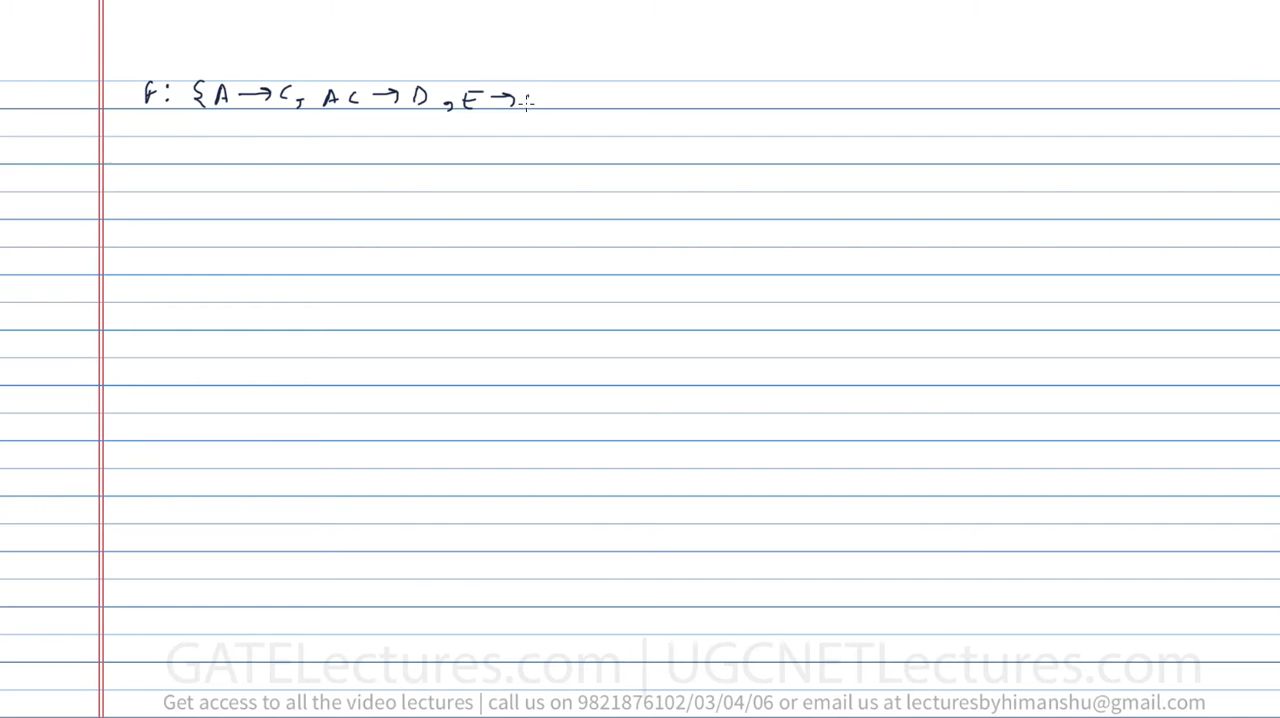 F: {A → C, AC → D, E →
GATELectures.com | UGCNETLectures.com
Get access to all the video lectures | call us on 9821876102/03/04/06 or email us at lecturesbyhimanshu@gmail.com